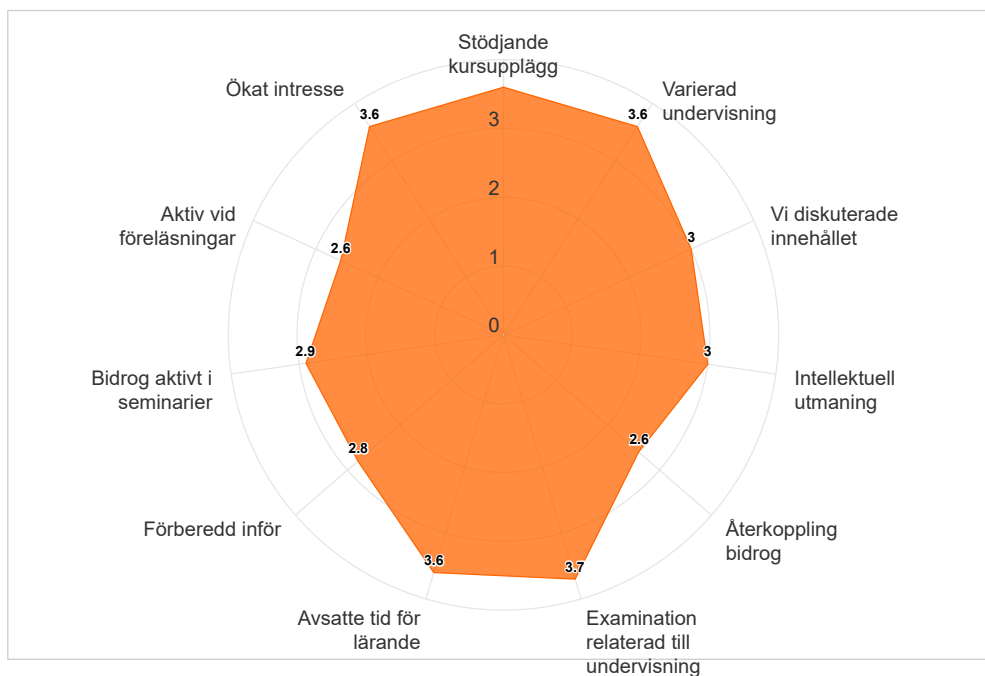 Stödjande
kursupplägg
Ökat intresse
Varierad
undervisning
3.6
3.6
3
Aktiv vid
föreläsningar
Vi diskuterade
innehållet
2
2.6
3
1
0
Bidrog aktivt i
seminarier
2.9
3
Intellektuell
utmaning
2.8
2.6
Förberedd inför
Återkoppling
bidrog
3.6
3.7
Avsatte tid för
lärande
Examination
relaterad till
undervisning